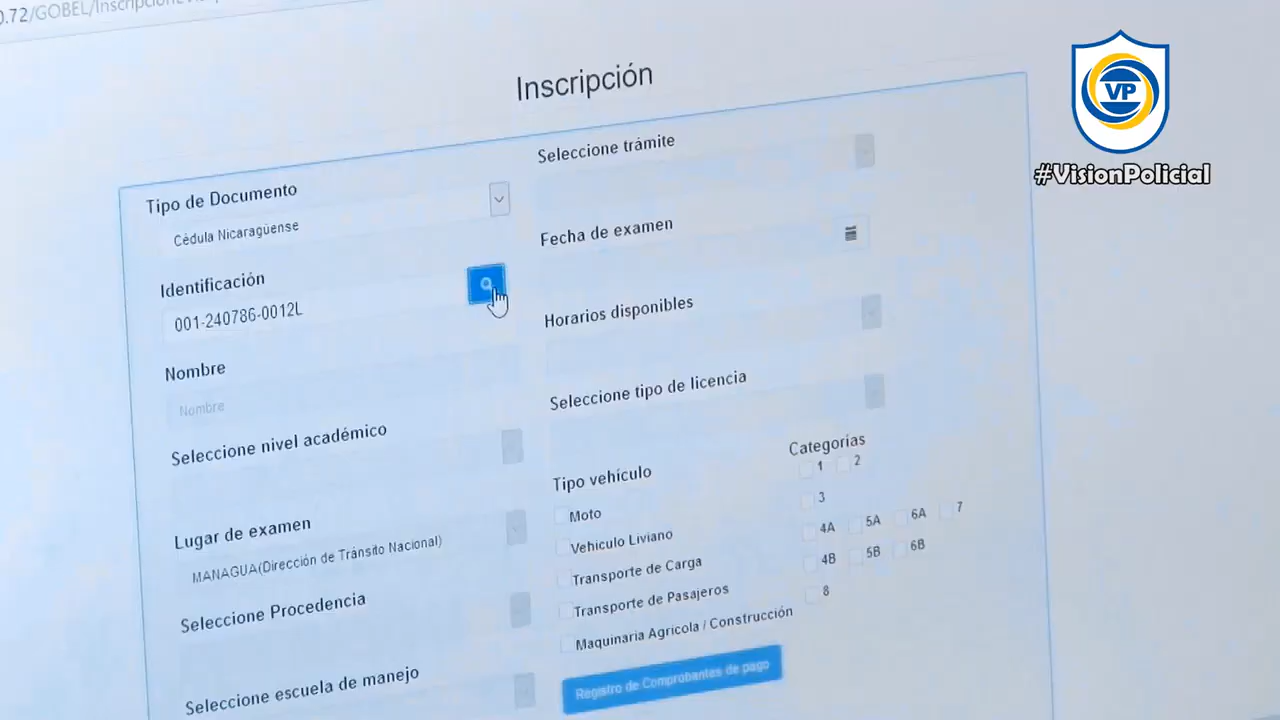 0.72/GOBEL/Inscripcion
Inscripción
VP
#VisionPolicial
Tipo de Documento
Cédula Nicaragüense
Identificación
001-240786-0012L
Nombre
Nombre
Seleccione nivel académico
Lugar de examen
MANAGUA(Dirección de Tránsito Nacional)
Seleccione Procedencia
Seleccione escuela de manejo
Seleccione trámite
Fecha de examen
Horarios disponibles
Seleccione tipo de licencia
Tipo vehículo
Moto
Vehiculo Liviano
Transporte de Carga
Transporte de Pasajeros
Maquinaria Agricola / Construcción
Categorías
1 2
3
4A 5A 6A 7
4B 5B 6B
8
Registro de Comprobantes de pago